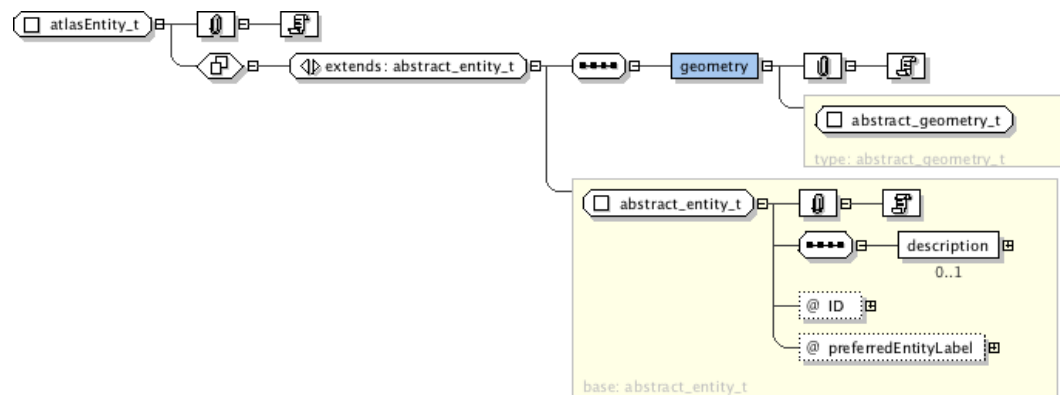 atlasEntity_t
extends: abstract_entity_t
geometry
abstract_geometry_t
type: abstract_geometry_t
abstract_entity_t
description
0..1
@ ID
@ preferredEntityLabel
base: abstract_entity_t